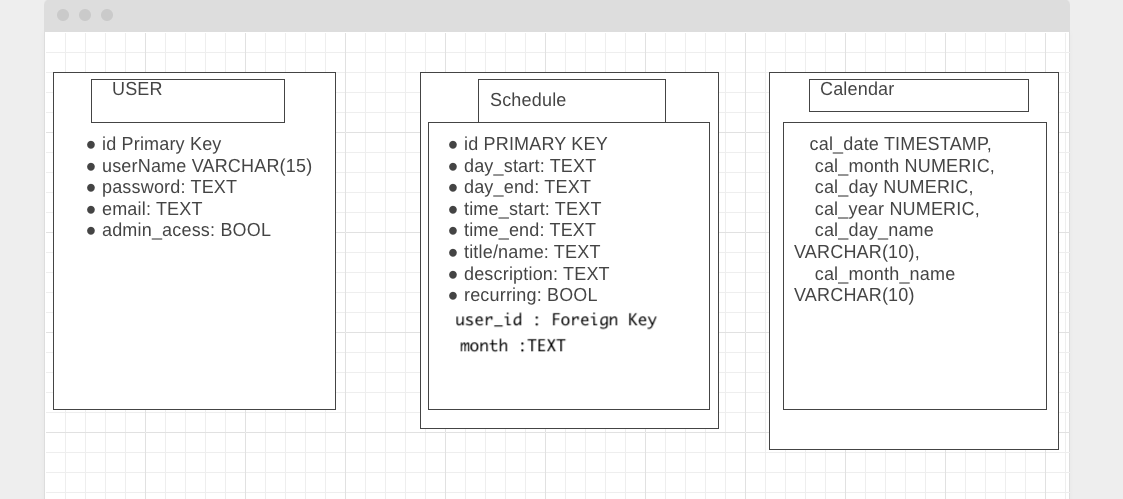 USER
● id Primary Key
● userName VARCHAR(15)
● password: TEXT
● email: TEXT
● admin_acess: BOOL
Schedule
● id PRIMARY KEY
● day_start: TEXT
● day_end: TEXT
● time_start: TEXT
● time_end: TEXT
● title/name: TEXT
● description: TEXT
● recurring: BOOL
user_id : Foreign Key
month :TEXT
Calendar
cal_date TIMESTAMP,
cal_month NUMERIC,
cal_day NUMERIC,
cal_year NUMERIC,
cal_day_name
VARCHAR(10),
cal_month_name
VARCHAR(10)